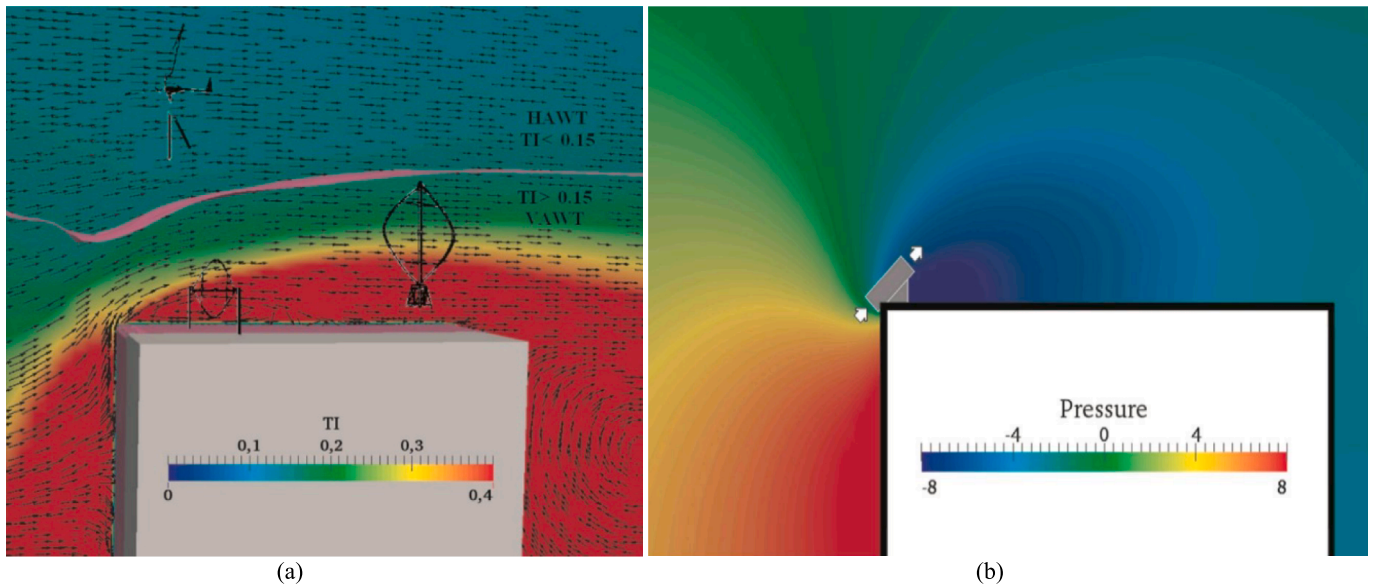 HAWT
TI < 0.15
TI > 0.15
VAWT
TI
0,1 0,2 0,3
0 0,4
(a)
Pressure
-4 0 4
-8 8
(b)